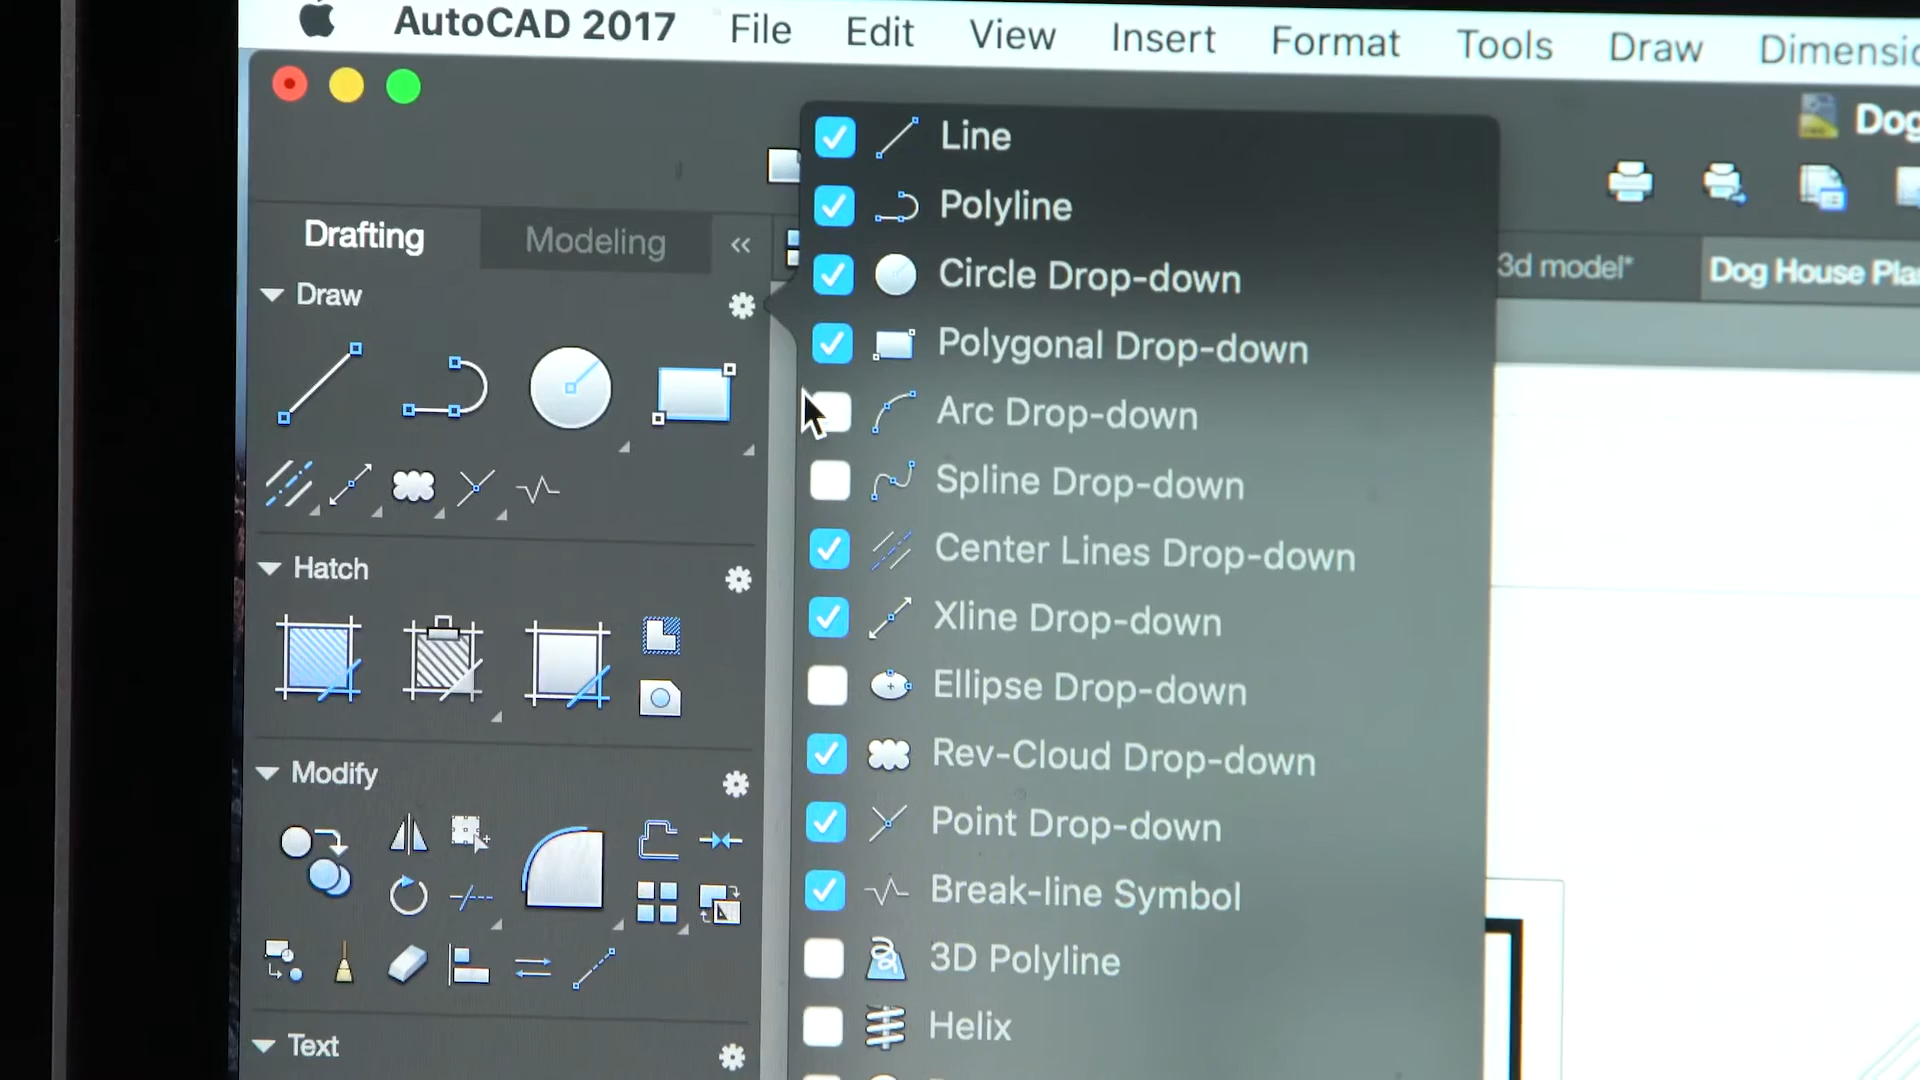 AutoCAD 2017 File Edit View Insert Format Tools Draw
Dog
Drafting Modeling «
3d model* Dog House
Draw
Line
Polyline
Circle Drop-down
Polygonal Drop-down
Arc Drop-down
Spline Drop-down
Center Lines Drop-down
Xline Drop-down
Ellipse Drop-down
Rev-Cloud Drop-down
Point Drop-down
Break-line Symbol
3D Polyline
Helix
Hatch
Modify
Text